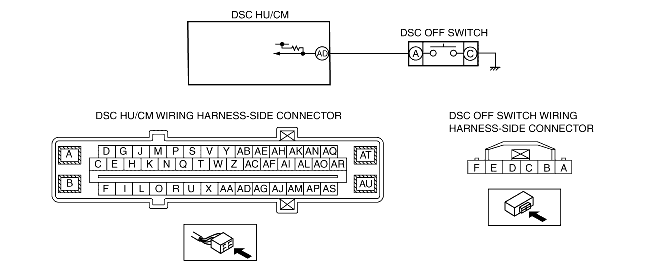 DSC HU/CM
DSC OFF SWITCH
AD
A C
DSC HU/CM WIRING HARNESS-SIDE CONNECTOR
A
B
D G J M P S V Y AB AE AH AK AN AQ
C E H K N Q T W Z AC AF AI AL AO AR
F I L O R U X AA AD AG AJ AM AP AS
AT
AU
DSC OFF SWITCH WIRING
HARNESS-SIDE CONNECTOR
F E D C B A